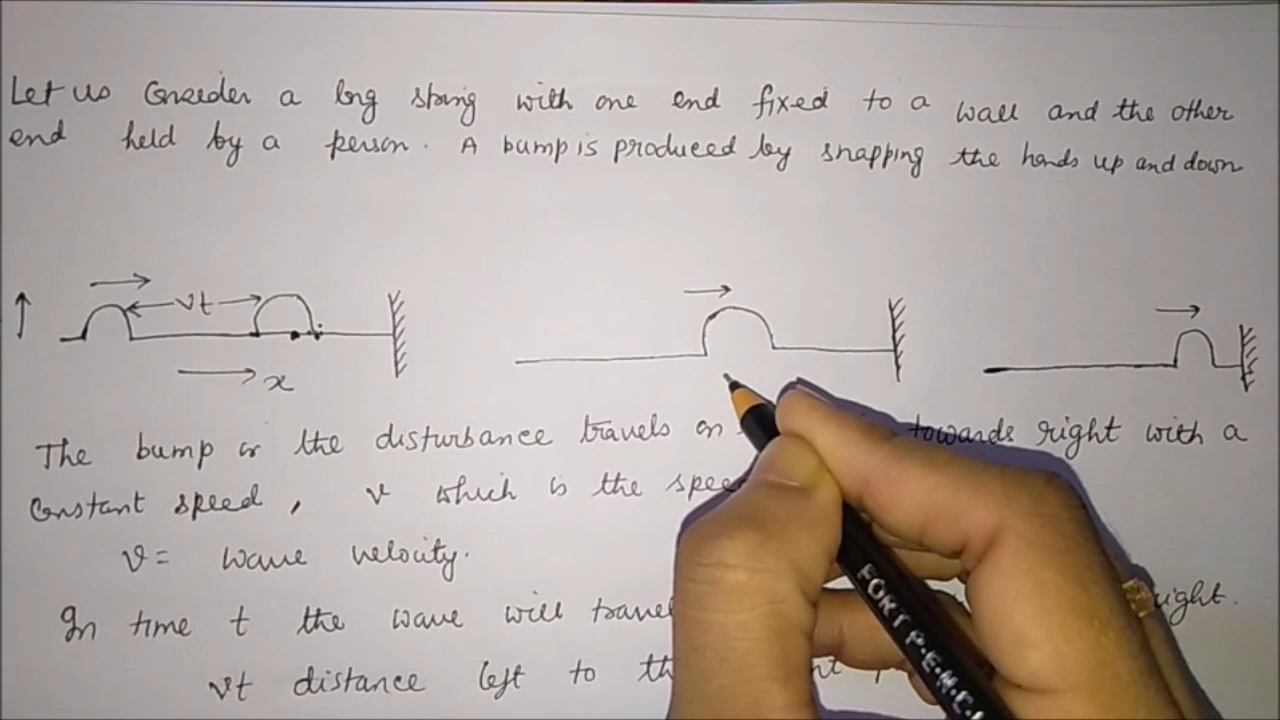 Let us Consider a long string with one end fixed to a wall and the other
end held by a person. A bump is produced by snapping the hands up and down
vt
x
The bump or the disturbance travels on towards right with a
Constant speed, v which is the speed
v = wave velocity.
In time t the wave will travel right.
vt distance left to the
FORT P.E.N.C.I